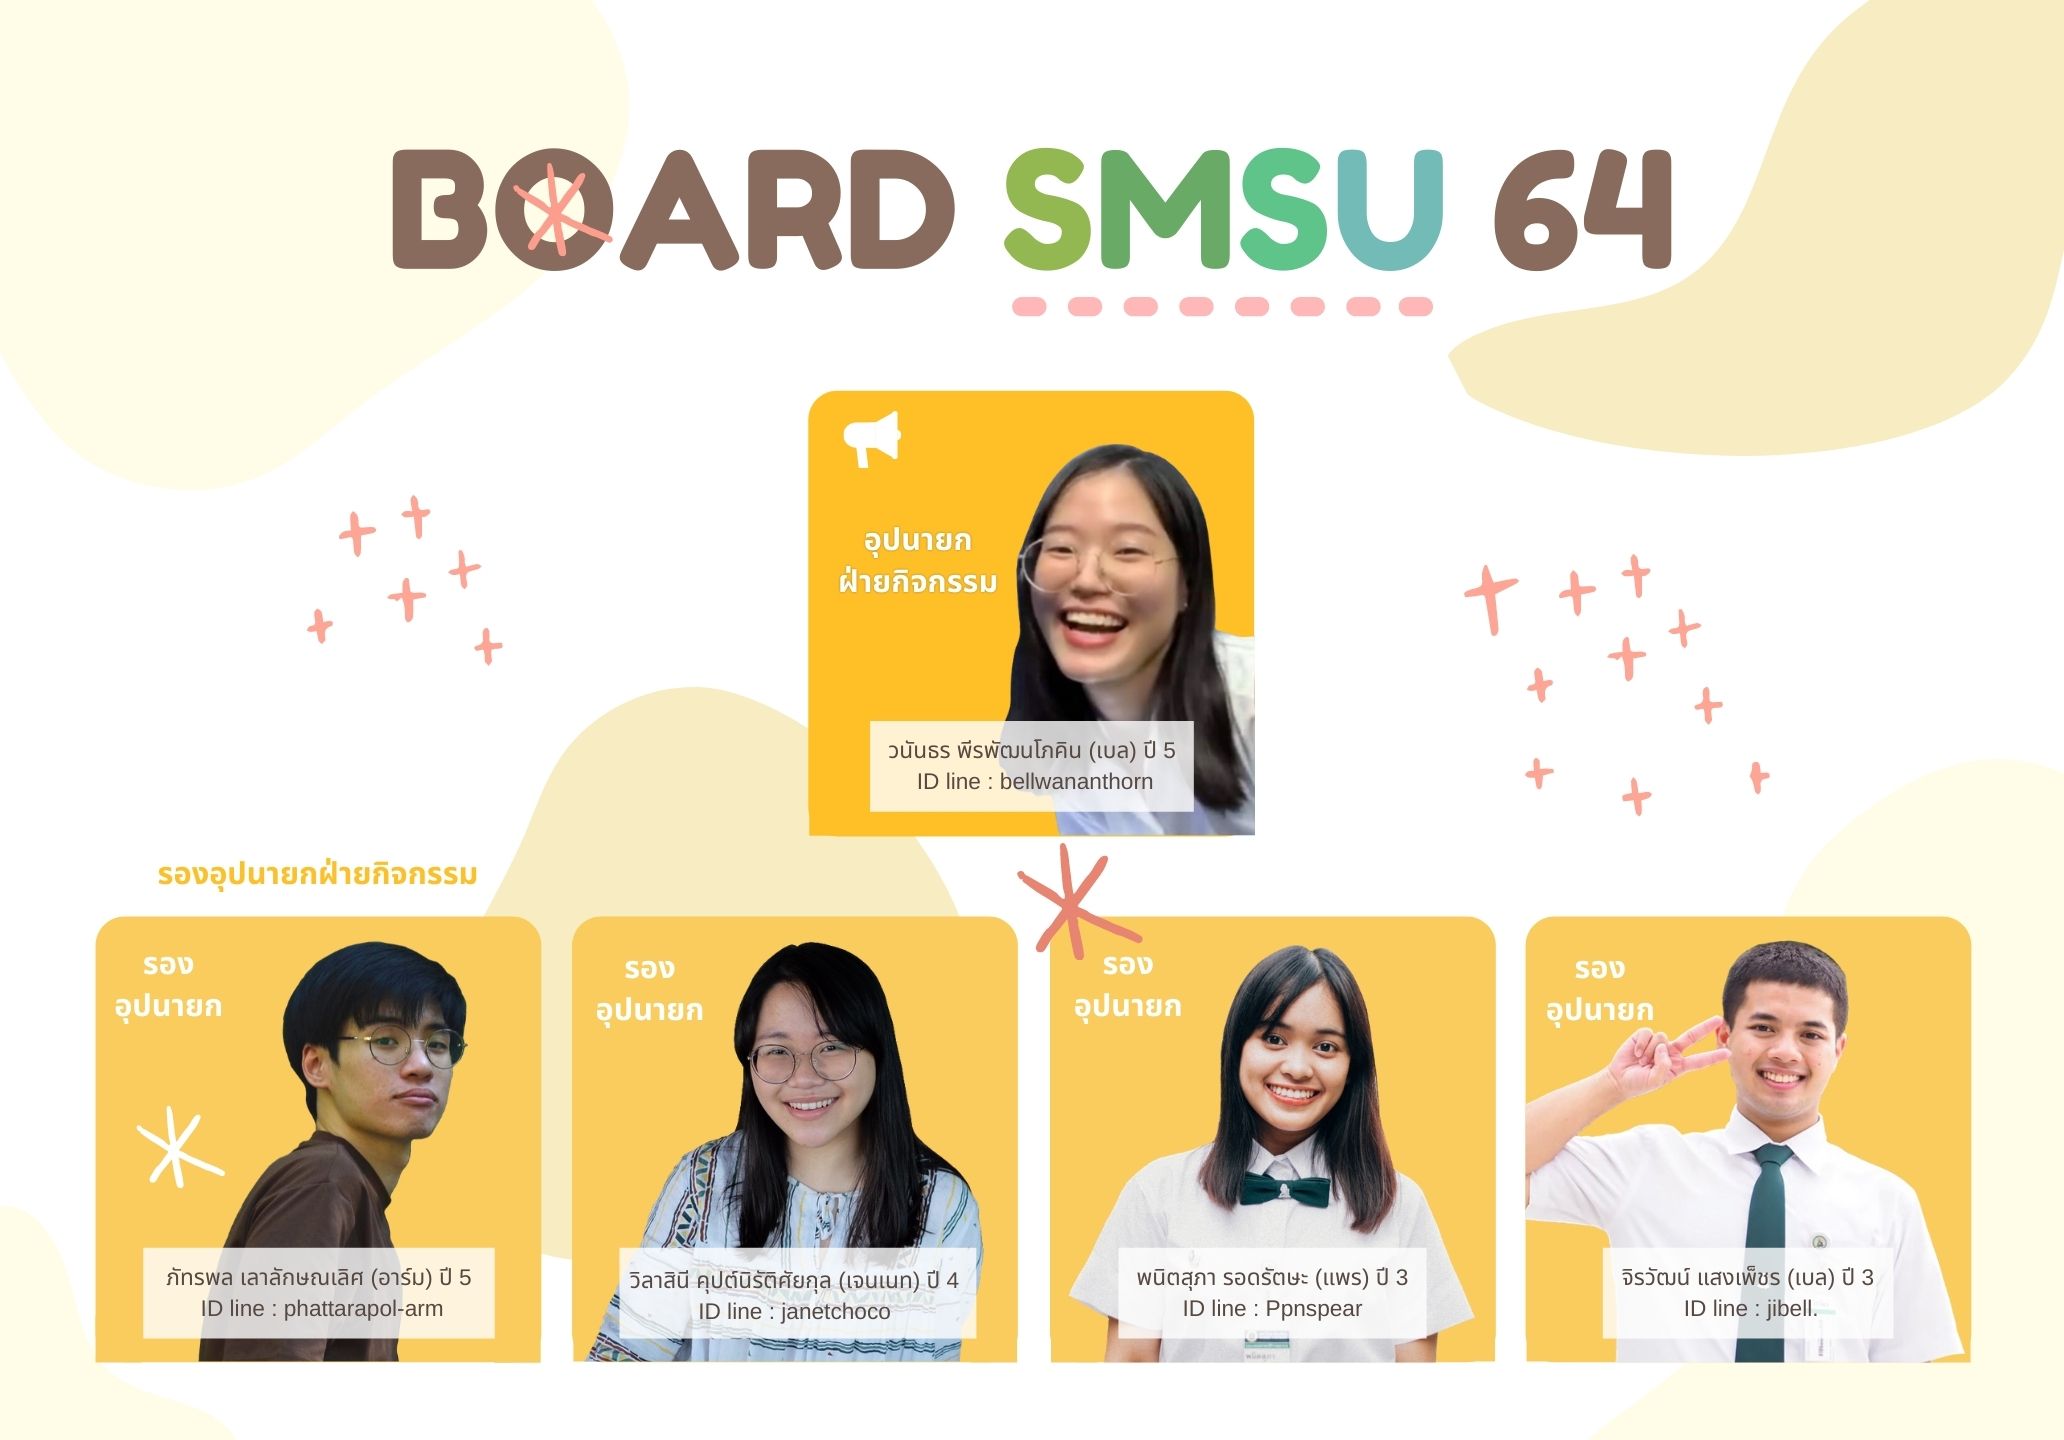 BOARD SMSU 64
อุปนายก
ฝ่ายกิจกรรม
วนันธร พีรพัฒนโภคิน (เบล) ปี 5
ID line : bellwananthorn
รองอุปนายกฝ่ายกิจกรรม
รอง
อุปนายก
ภัทรพล เลาลักษณเลิศ (อาร์ม) ปี 5
ID line : phattarapol-arm
รอง
อุปนายก
วิลาสินี คุปต์นิรัติศัยกุล (เจนเนท) ปี 4
ID line : janetchoco
รอง
อุปนายก
พนิตสุภา รอดรัตษะ (แพร) ปี 3
ID line : Ppnspear
รอง
อุปนายก
จิรวัฒน์ แสงเพ็ชร (เบล) ปี 3
ID line : jibell.